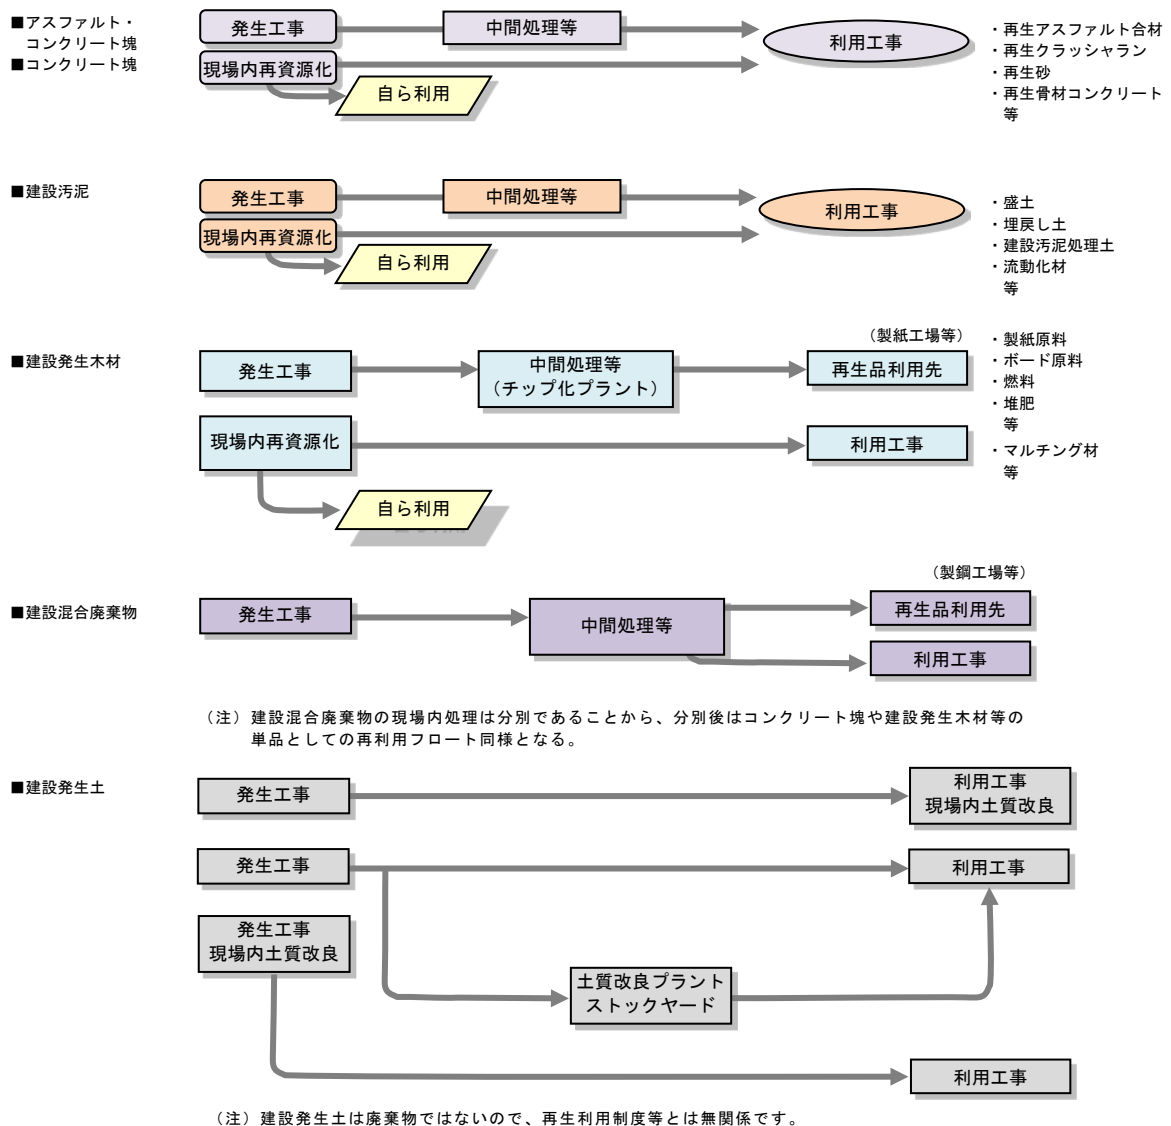 ■アスファルト・
コンクリート塊
■コンクリート塊
発生工事
中間処理等
利用工事
現場内再資源化
自ら利用
・再生アスファルト合材
・再生クラッシャラン
・再生砂
・再生骨材コンクリート
等
■建設汚泥
発生工事
中間処理等
利用工事
現場内再資源化
自ら利用
・盛土
・埋戻し土
・建設汚泥処理土
・流動化材
等
■建設発生木材
発生工事
中間処理等
（チップ化プラント）
（製紙工場等）
再生品利用先
・製紙原料
・ボード原料
・燃料
・堆肥
等
現場内再資源化
利用工事
・マルチング材
等
自ら利用
■建設混合廃棄物
発生工事
中間処理等
（製鋼工場等）
再生品利用先
利用工事
（注）建設混合廃棄物の現場内処理は分別であることから、分別後はコンクリート塊や建設発生木材等の
単品としての再利用フロート同様となる。
■建設発生土
発生工事
利用工事
現場内土質改良
発生工事
利用工事
発生工事
現場内土質改良
土質改良プラント
ストックヤード
利用工事
（注）建設発生土は廃棄物ではないので、再生利用制度等とは無関係です。